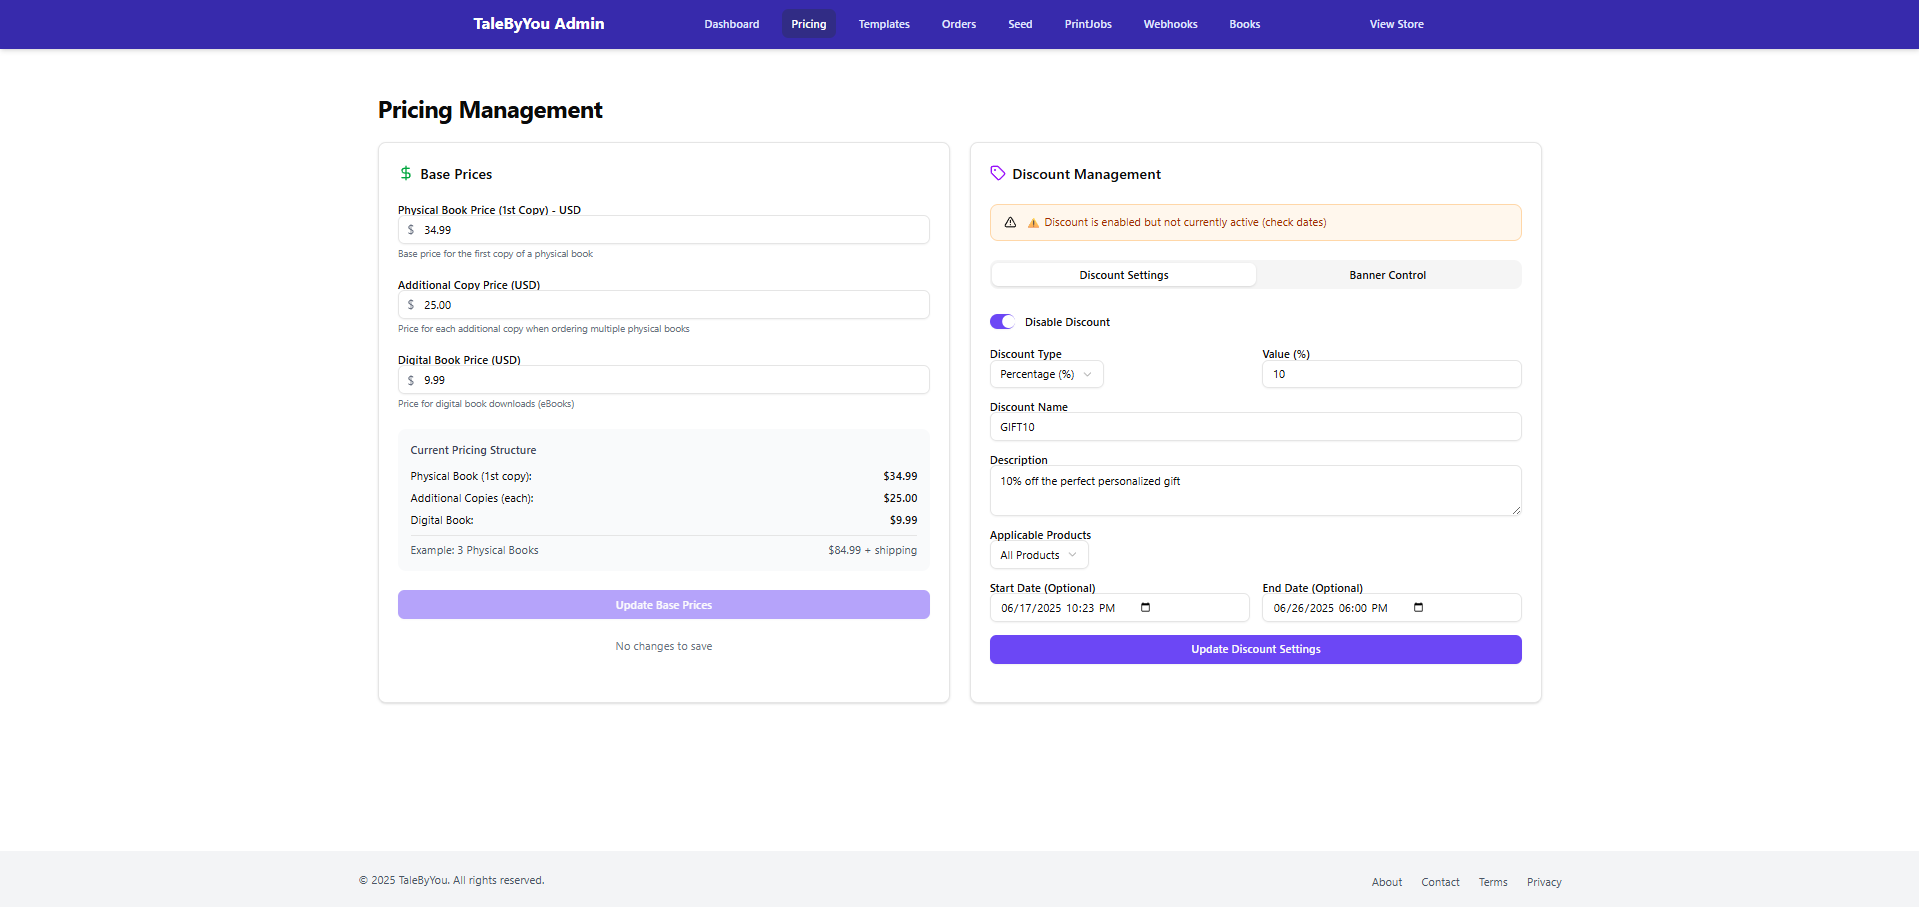 TaleByYou Admin
Dashboard
Pricing
Templates
Orders
Seed
PrintJobs
Webhooks
Books
View Store
Pricing Management
$ Base Prices
Physical Book Price (1st Copy) - USD
$ 34.99
Base price for the first copy of a physical book
Additional Copy Price (USD)
$ 25.00
Price for each additional copy when ordering multiple physical books
Digital Book Price (USD)
$ 9.99
Price for digital book downloads (eBooks)
Current Pricing Structure
Physical Book (1st copy): $34.99
Additional Copies (each): $25.00
Digital Book: $9.99
Example: 3 Physical Books $84.99 + shipping
Update Base Prices
No changes to save
Discount Management
⚠️ Discount is enabled but not currently active (check dates)
Discount Settings
Banner Control
Disable Discount
Discount Type
Percentage (%)
Value (%)
10
Discount Name
GIFT10
Description
10% off the perfect personalized gift
Applicable Products
All Products
Start Date (Optional)
06/17/2025 10:23 PM
End Date (Optional)
06/26/2025 06:00 PM
Update Discount Settings
© 2025 TaleByYou. All rights reserved.
About
Contact
Terms
Privacy